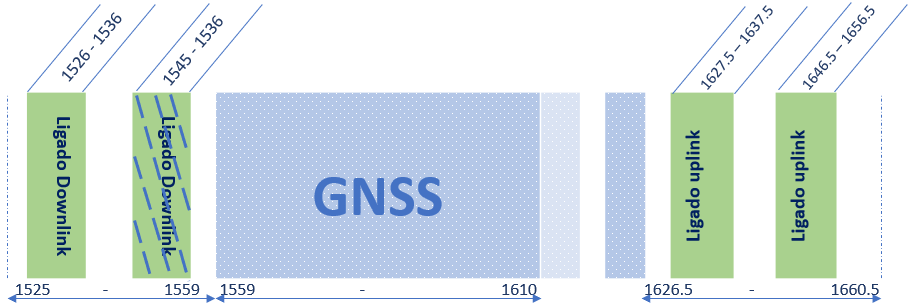 1526 - 1536
1545 - 1536
1627.5 – 1637.5
1646.5 – 1656.5
Ligado Downlink
Ligado Downlink
GNSS
Ligado uplink
Ligado uplink
1525 - 1559
1559 - 1610
1626.5 - 1660.5